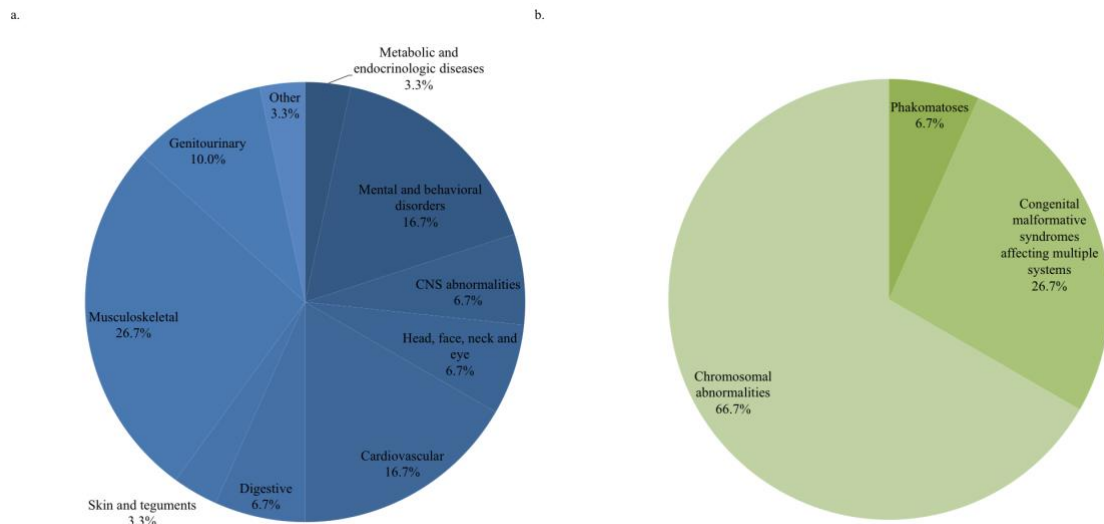 a.
Metabolic and
endocrinologic diseases
3.3%
Other
3.3%
Genitourinary
10.0%
Mental and behavioral
disorders
16.7%
CNS abnormalities
6.7%
Musculoskeletal
26.7%
Head, face, neck and
eye
6.7%
Cardiovascular
16.7%
Digestive
6.7%
Skin and teguments
3.3%
b.
Phakomatoses
6.7%
Congenital
malformative
syndromes
affecting multiple
systems
26.7%
Chromosomal
abnormalities
66.7%